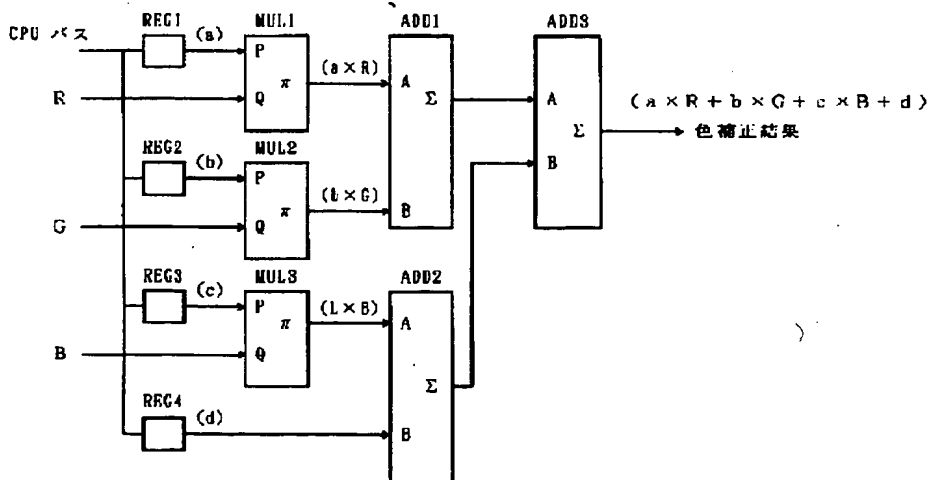 CPU バス
REG1
(a)
MUL1
P
π
Q
(a×R)
R
ADD1
A
Σ
B
ADD3
A
Σ
B
(a×R+b×G+c×B+d)
色補正結果
REG2
(b)
MUL2
P
π
Q
(b×G)
G
REG3
(c)
MUL3
P
π
Q
(L×B)
B
ADD2
A
Σ
B
REG4
(d)